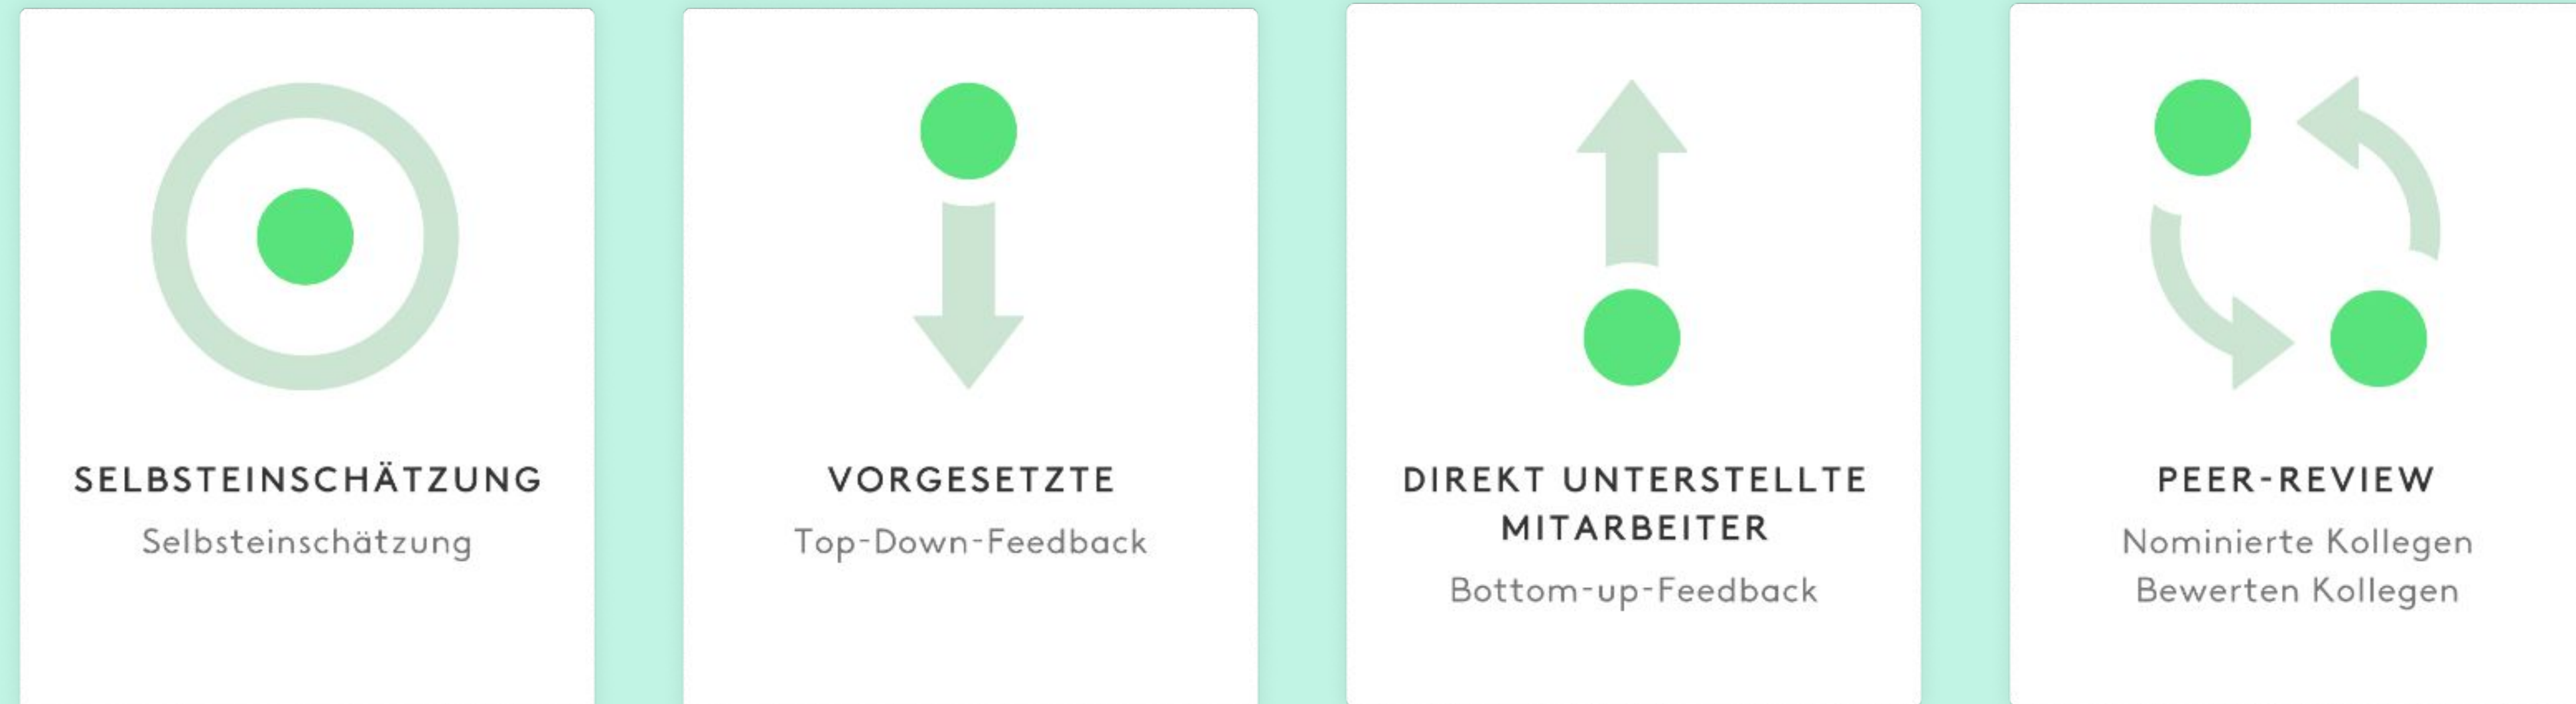 SELBSTEINSCHÄTZUNG
Selbsteinschätzung
VORGESETZTE
Top-Down-Feedback
DIREKT UNTERSTELLTE
MITARBEITER
Bottom-up-Feedback
PEER-REVIEW
Nominierte Kollegen
Bewerten Kollegen